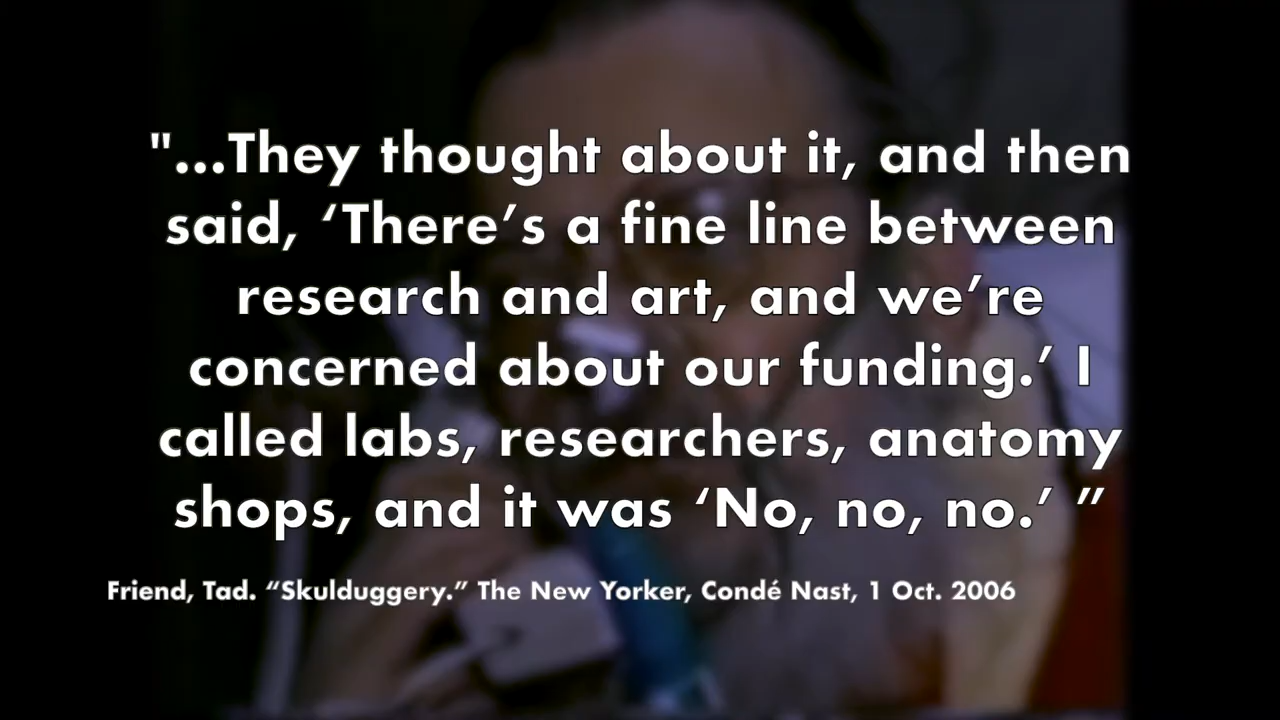 "...They thought about it, and then
said, ‘There’s a fine line between
research and art, and we’re
concerned about our funding.’ I
called labs, researchers, anatomy
shops, and it was ‘No, no, no.’ ”
Friend, Tad. “Skulduggery.” The New Yorker, Condé Nast, 1 Oct. 2006